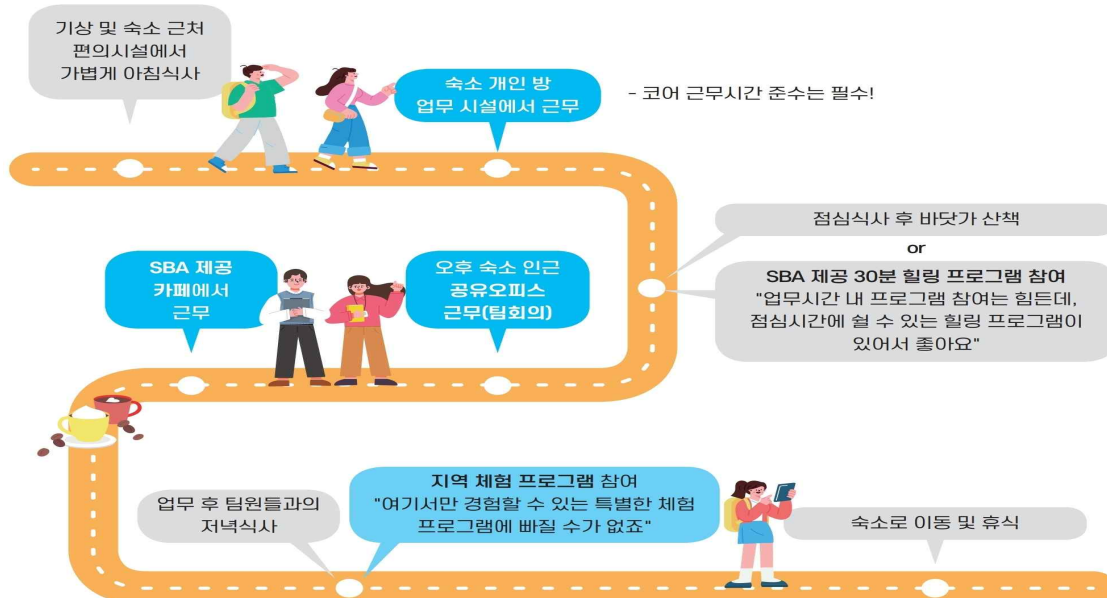 기상 및 숙소 근처
편의시설에서
가볍게 아침식사
숙소 개인 방
업무 시설에서 근무
- 코어 근무시간 준수는 필수!
점심식사 후 바닷가 산책
or
SBA 제공 30분 힐링 프로그램 참여
"업무시간 내 프로그램 참여는 힘든데,
점심시간에 쉴 수 있는 힐링 프로그램이
있어서 좋아요"
오후 숙소 인근
공유오피스
근무(팀회의)
SBA 제공
카페에서
근무
업무 후 팀원들과의
저녁식사
지역 체험 프로그램 참여
"여기서만 경험할 수 있는 특별한 체험
프로그램에 빠질 수가 없죠"
숙소로 이동 및 휴식